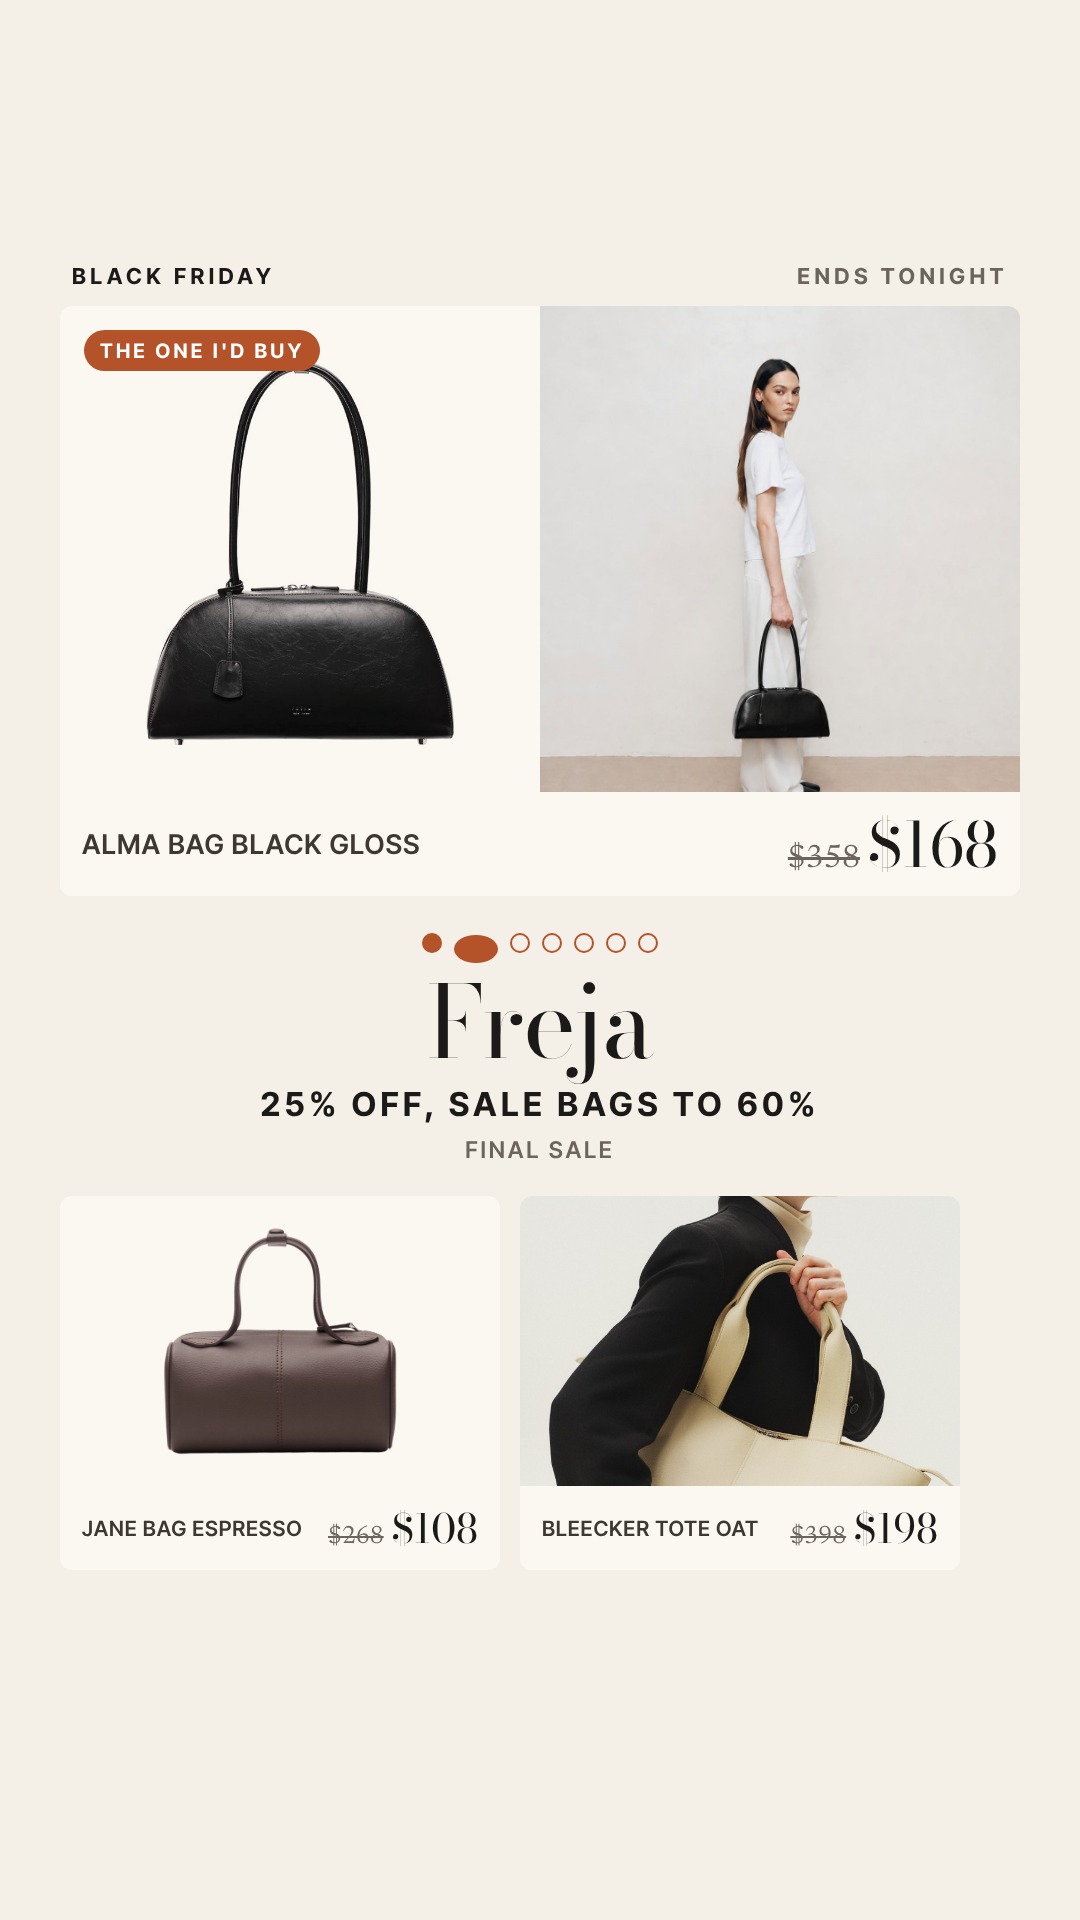 BLACK FRIDAY
ENDS TONIGHT
THE ONE I'D BUY
ALMA BAG BLACK GLOSS
$358 $168
Freja
25% OFF, SALE BAGS TO 60%
FINAL SALE
JANE BAG ESPRESSO
$268 $108
BLEECKER TOTE OAT
$398 $198